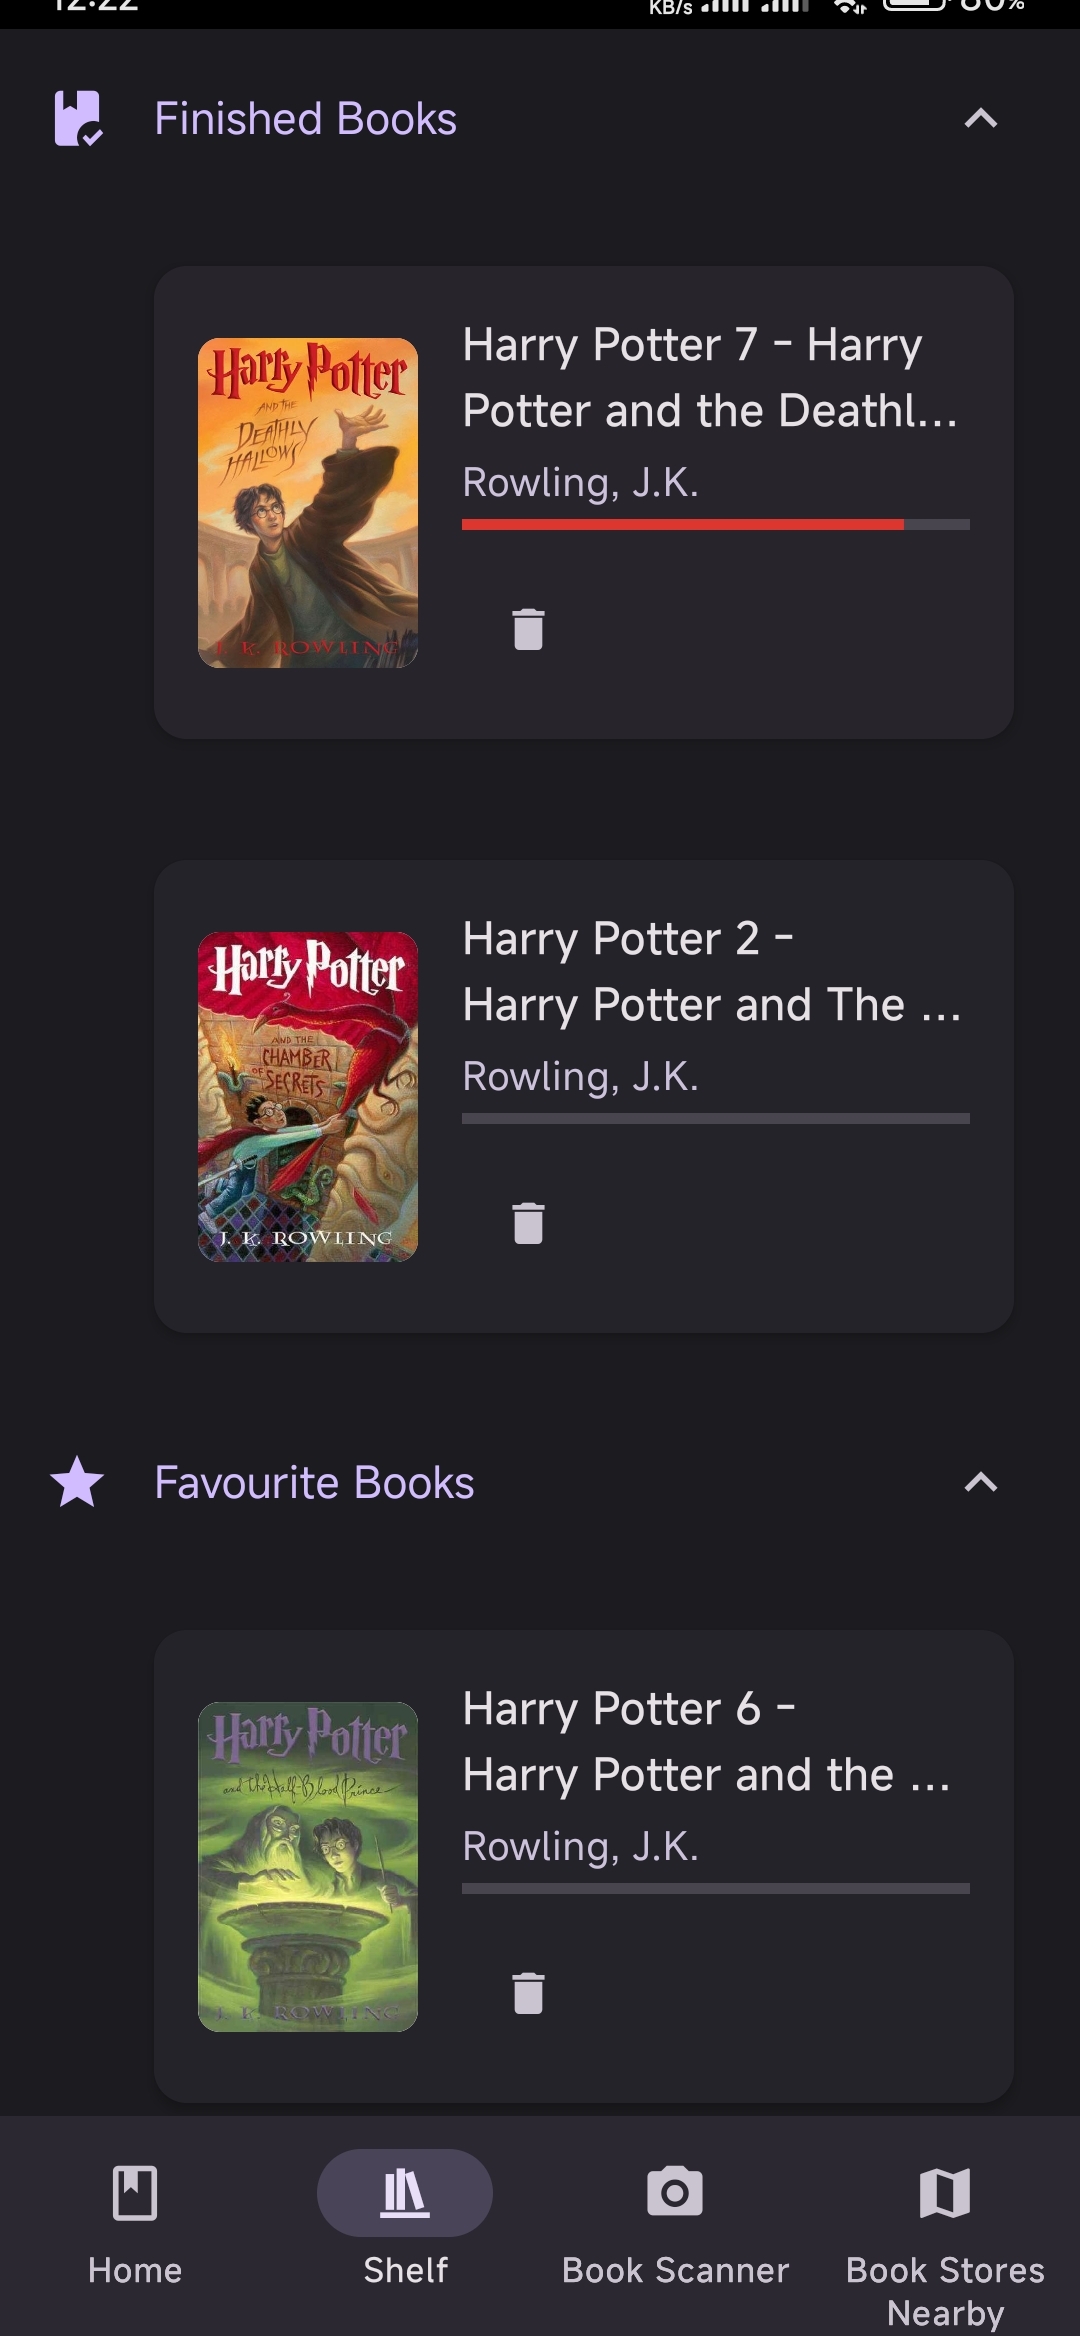 12:22
KB/s
80%
Finished Books
Harry Potter
AND THE
DEATHLY
HALLOWS
J. K. ROWLING
Harry Potter 7 - Harry
Potter and the Deathl...
Rowling, J.K.
Harry Potter
AND THE
CHAMBER
OF
SECRETS
J. K. ROWLING
Harry Potter 2 -
Harry Potter and The ...
Rowling, J.K.
Favourite Books
Harry Potter
and the Half-Blood Prince
J. K. ROWLING
Harry Potter 6 -
Harry Potter and the ...
Rowling, J.K.
Home
Shelf
Book Scanner
Book Stores
Nearby